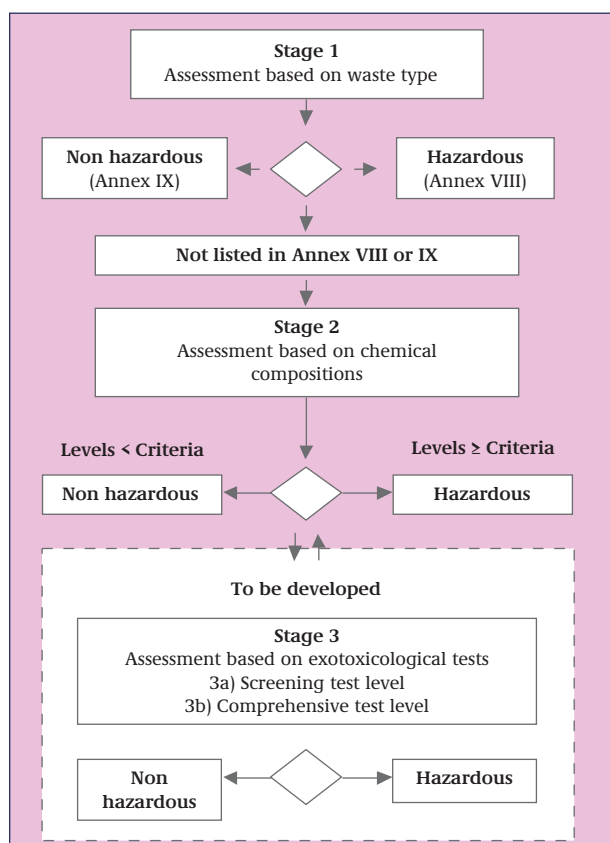 Stage 1
Assessment based on waste type
Non hazardous
(Annex IX)
Hazardous
(Annex VIII)
Not listed in Annex VIII or IX
Stage 2
Assessment based on chemical
compositions
Levels < Criteria
Levels ≥ Criteria
Non hazardous
Hazardous
To be developed
Stage 3
Assessment based on exotoxicological tests
3a) Screening test level
3b) Comprehensive test level
Non
hazardous
Hazardous